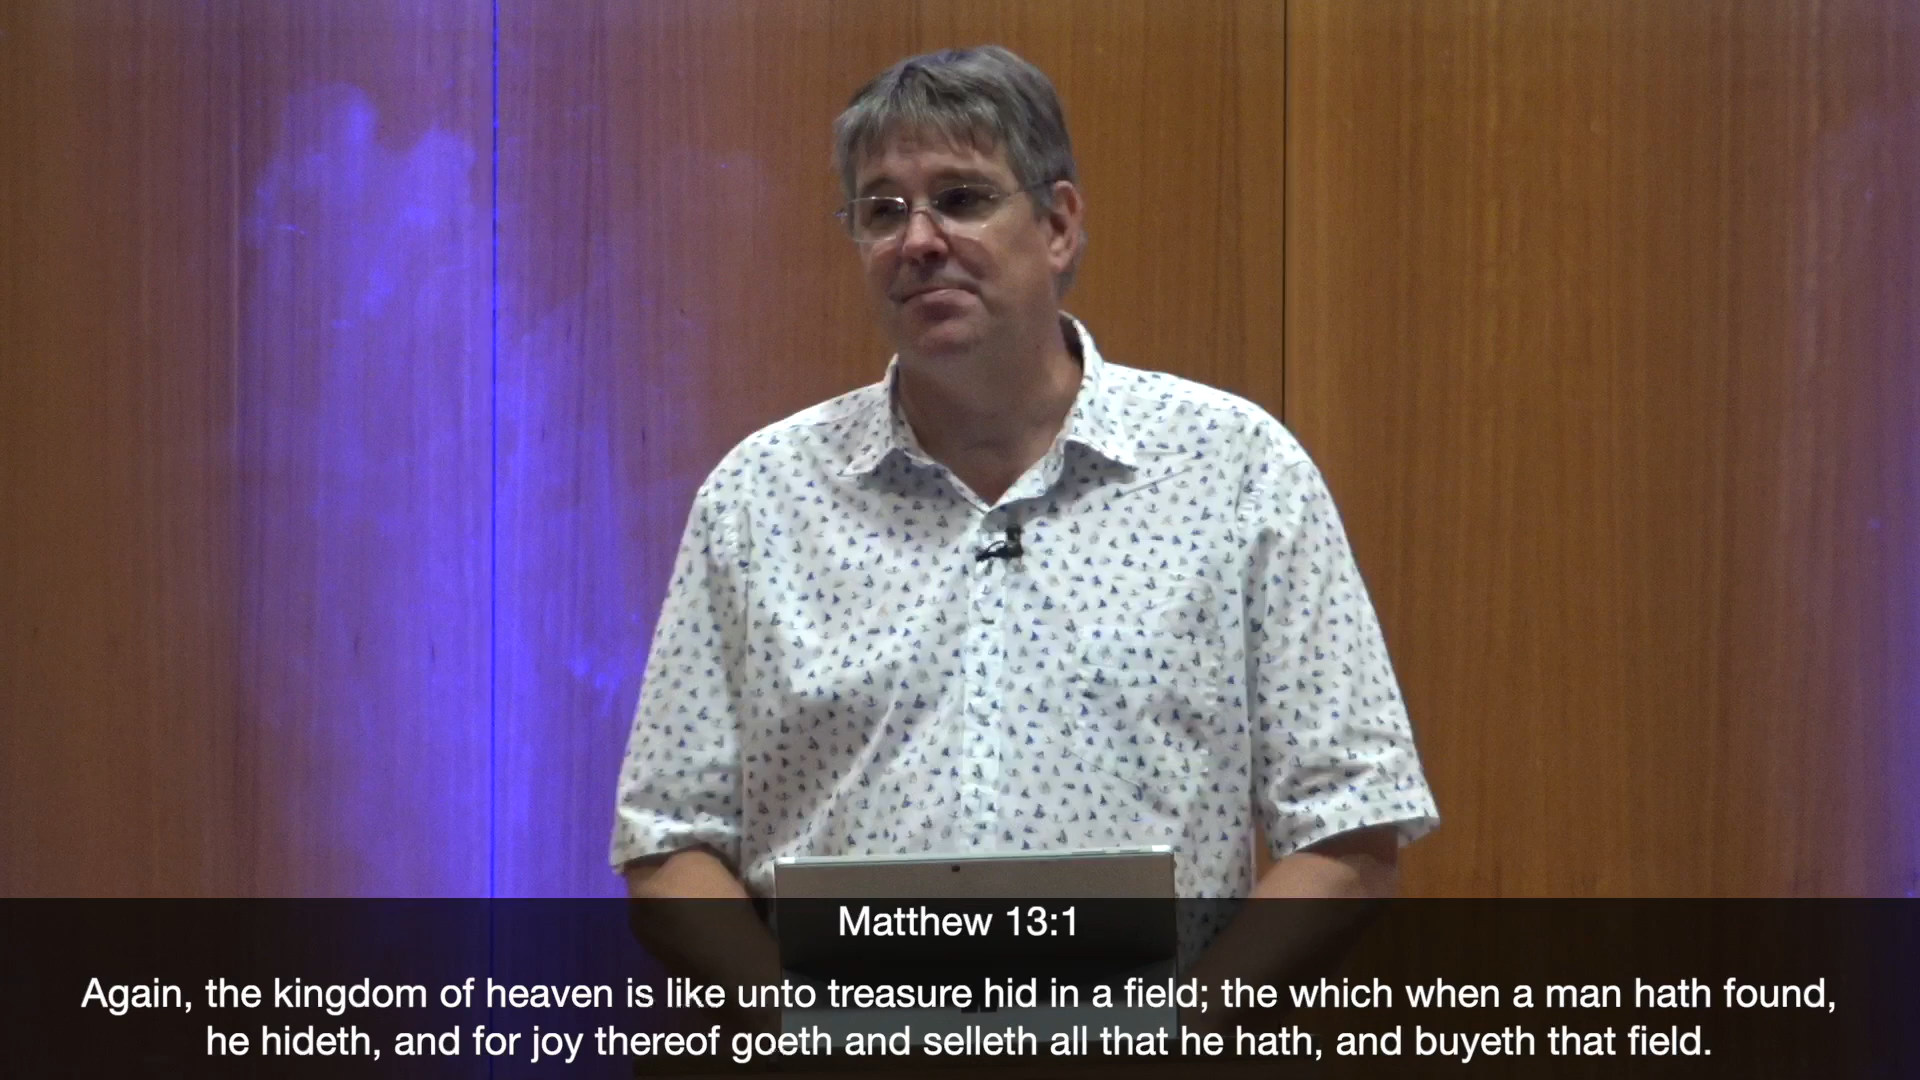 Matthew 13:1
Again, the kingdom of heaven is like unto treasure hid in a field; the which when a man hath found,
he hideth, and for joy thereof goeth and selleth all that he hath, and buyeth that field.